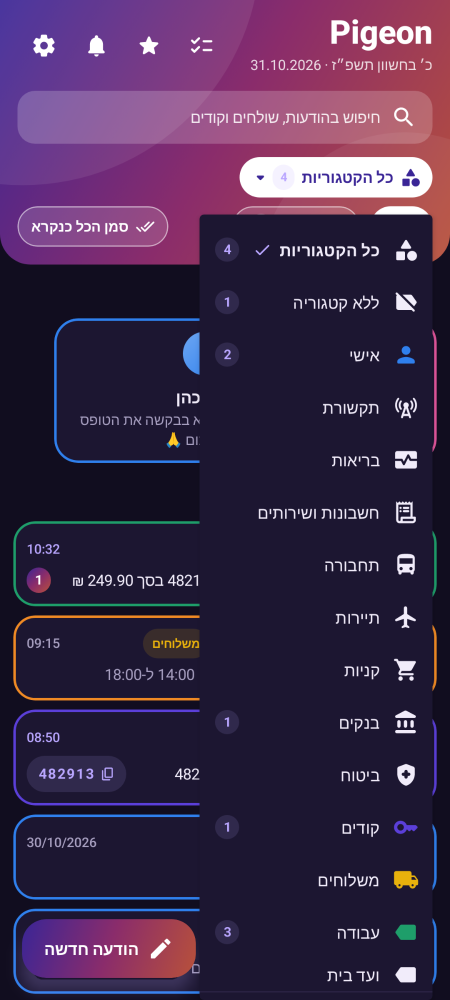 Pigeon
כ׳ בחשוון תשפ״ז · 31.10.2026
חיפוש בהודעות, שולחים וקודים
כל הקטגוריות 4
סמן הכל כנקרא
כל הקטגוריות 4
ללא קטגוריה 1
אישי 2
תקשורת
בריאות
חשבונות ושירותים
תחבורה
תיירות
קניות
בנקים 1
ביטוח
קודים 1
משלוחים
עבודה 3
ועד בית
כהן
א בבקשה את הטופס
10:32
4821 בסך 249.90 ₪
1
משלוחים
09:15
14:00 ל-18:00
08:50
482
482913
30/10/2026
הודעה חדשה